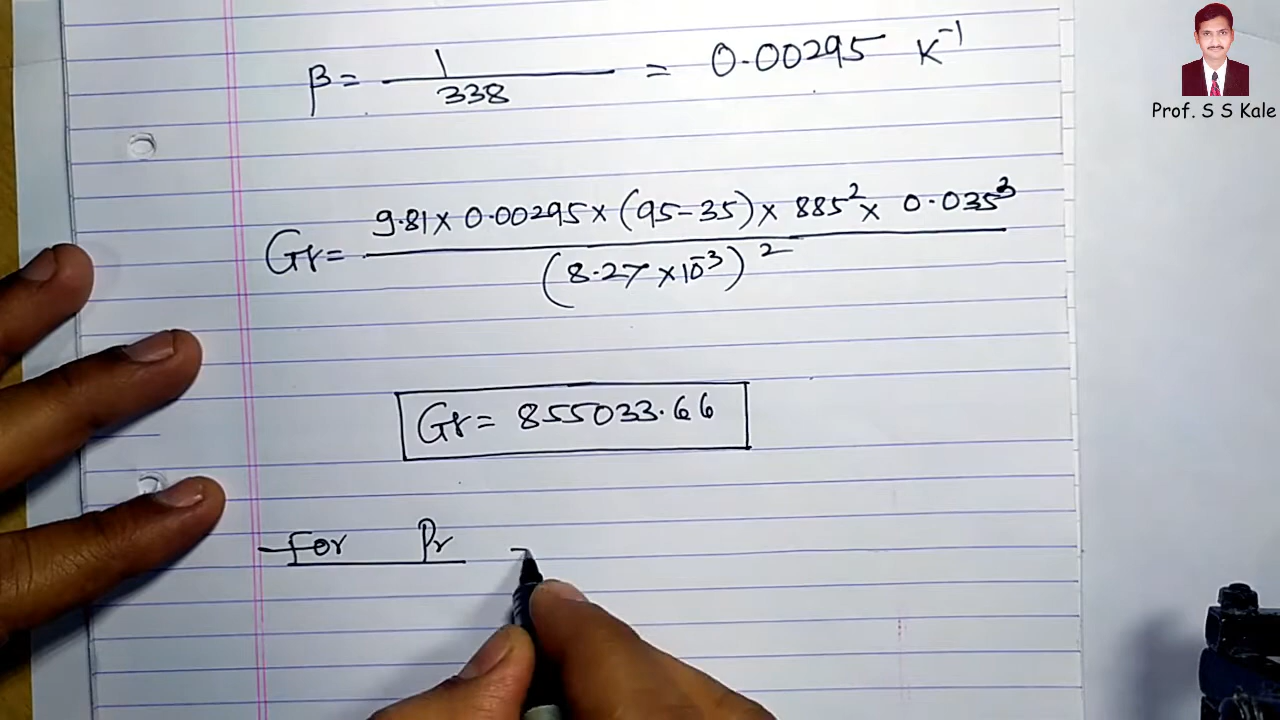 β = 1/338 = 0.00295 K⁻¹
Prof. S S Kale
Gr = 9.81 × 0.00295 × (95-35) × 885² × 0.035³ / (8.27 × 10⁻³)²
Gr = 855033.66
For Pr